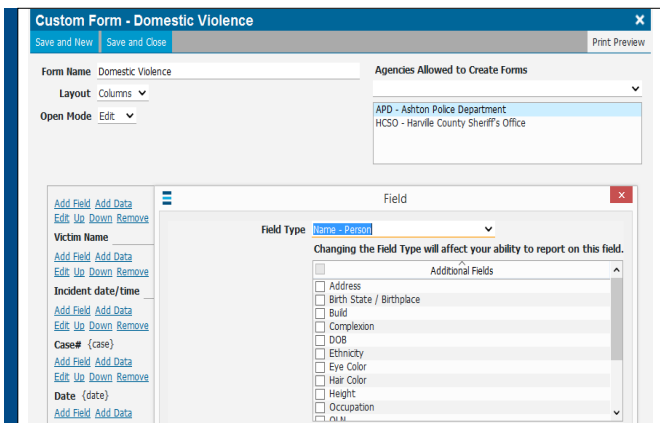 Custom Form - Domestic Violence
Save and New Save and Close Print Preview
Form Name Domestic Violence
Layout Columns
Open Mode Edit
Agencies Allowed to Create Forms
APD - Ashton Police Department
HCSO - Harville County Sheriff's Office
Add Field Add Data
Edit Up Down Remove
Victim Name
Add Field Add Data
Edit Up Down Remove
Incident date/time
Add Field Add Data
Edit Up Down Remove
Case# {case}
Add Field Add Data
Edit Up Down Remove
Date {date}
Add Field Add Data
Field
Field Type Name - Person
Changing the Field Type will affect your ability to report on this field.
Additional Fields
Address
Birth State / Birthplace
Build
Complexion
DOB
Ethnicity
Eye Color
Hair Color
Height
Occupation
OLN